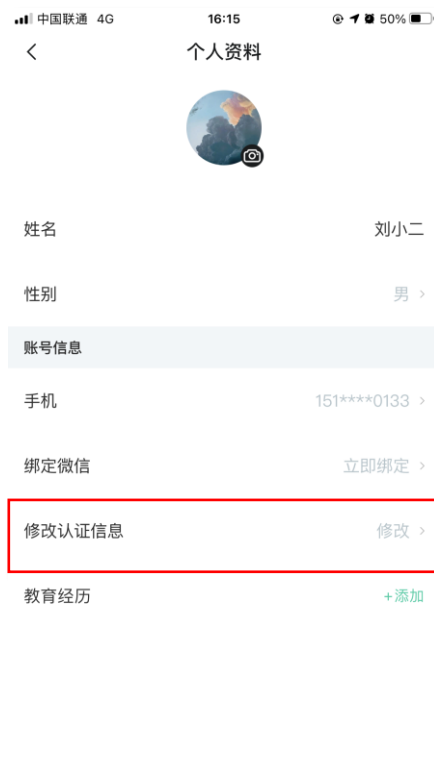 中国联通 4G 16:15 50%
个人资料
姓名 刘小二
性别 男
账号信息
手机 151****0133
绑定微信 立即绑定
修改认证信息 修改
教育经历 +添加